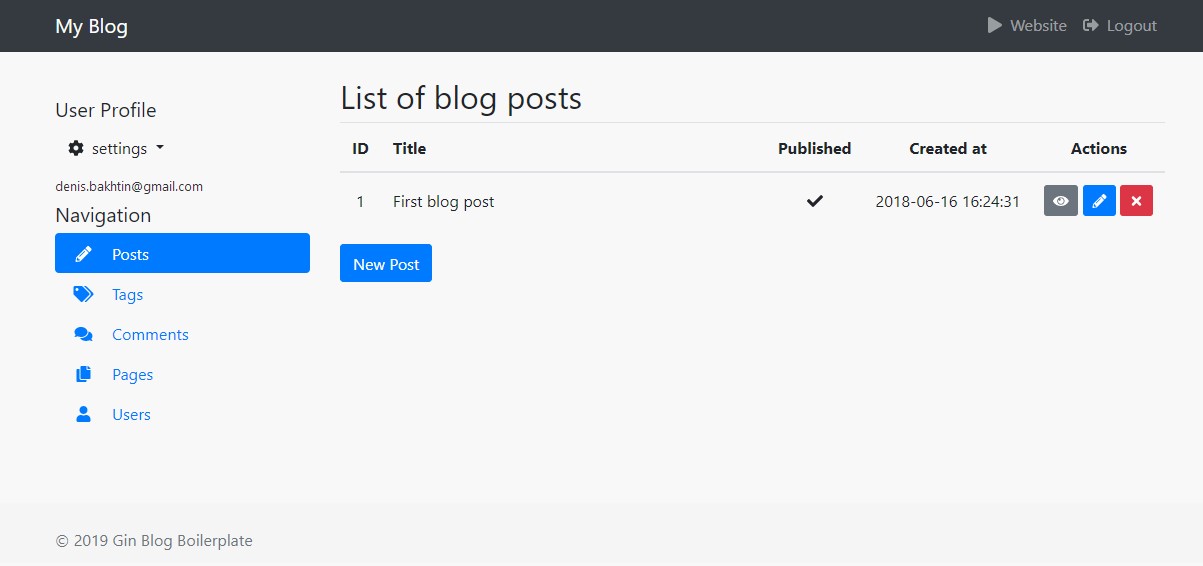 My Blog
Website
Logout
User Profile
settings
denis.bakhtin@gmail.com
Navigation
Posts
Tags
Comments
Pages
Users
List of blog posts
ID Title Published Created at Actions
1 First blog post 2018-06-16 16:24:31
New Post
© 2019 Gin Blog Boilerplate